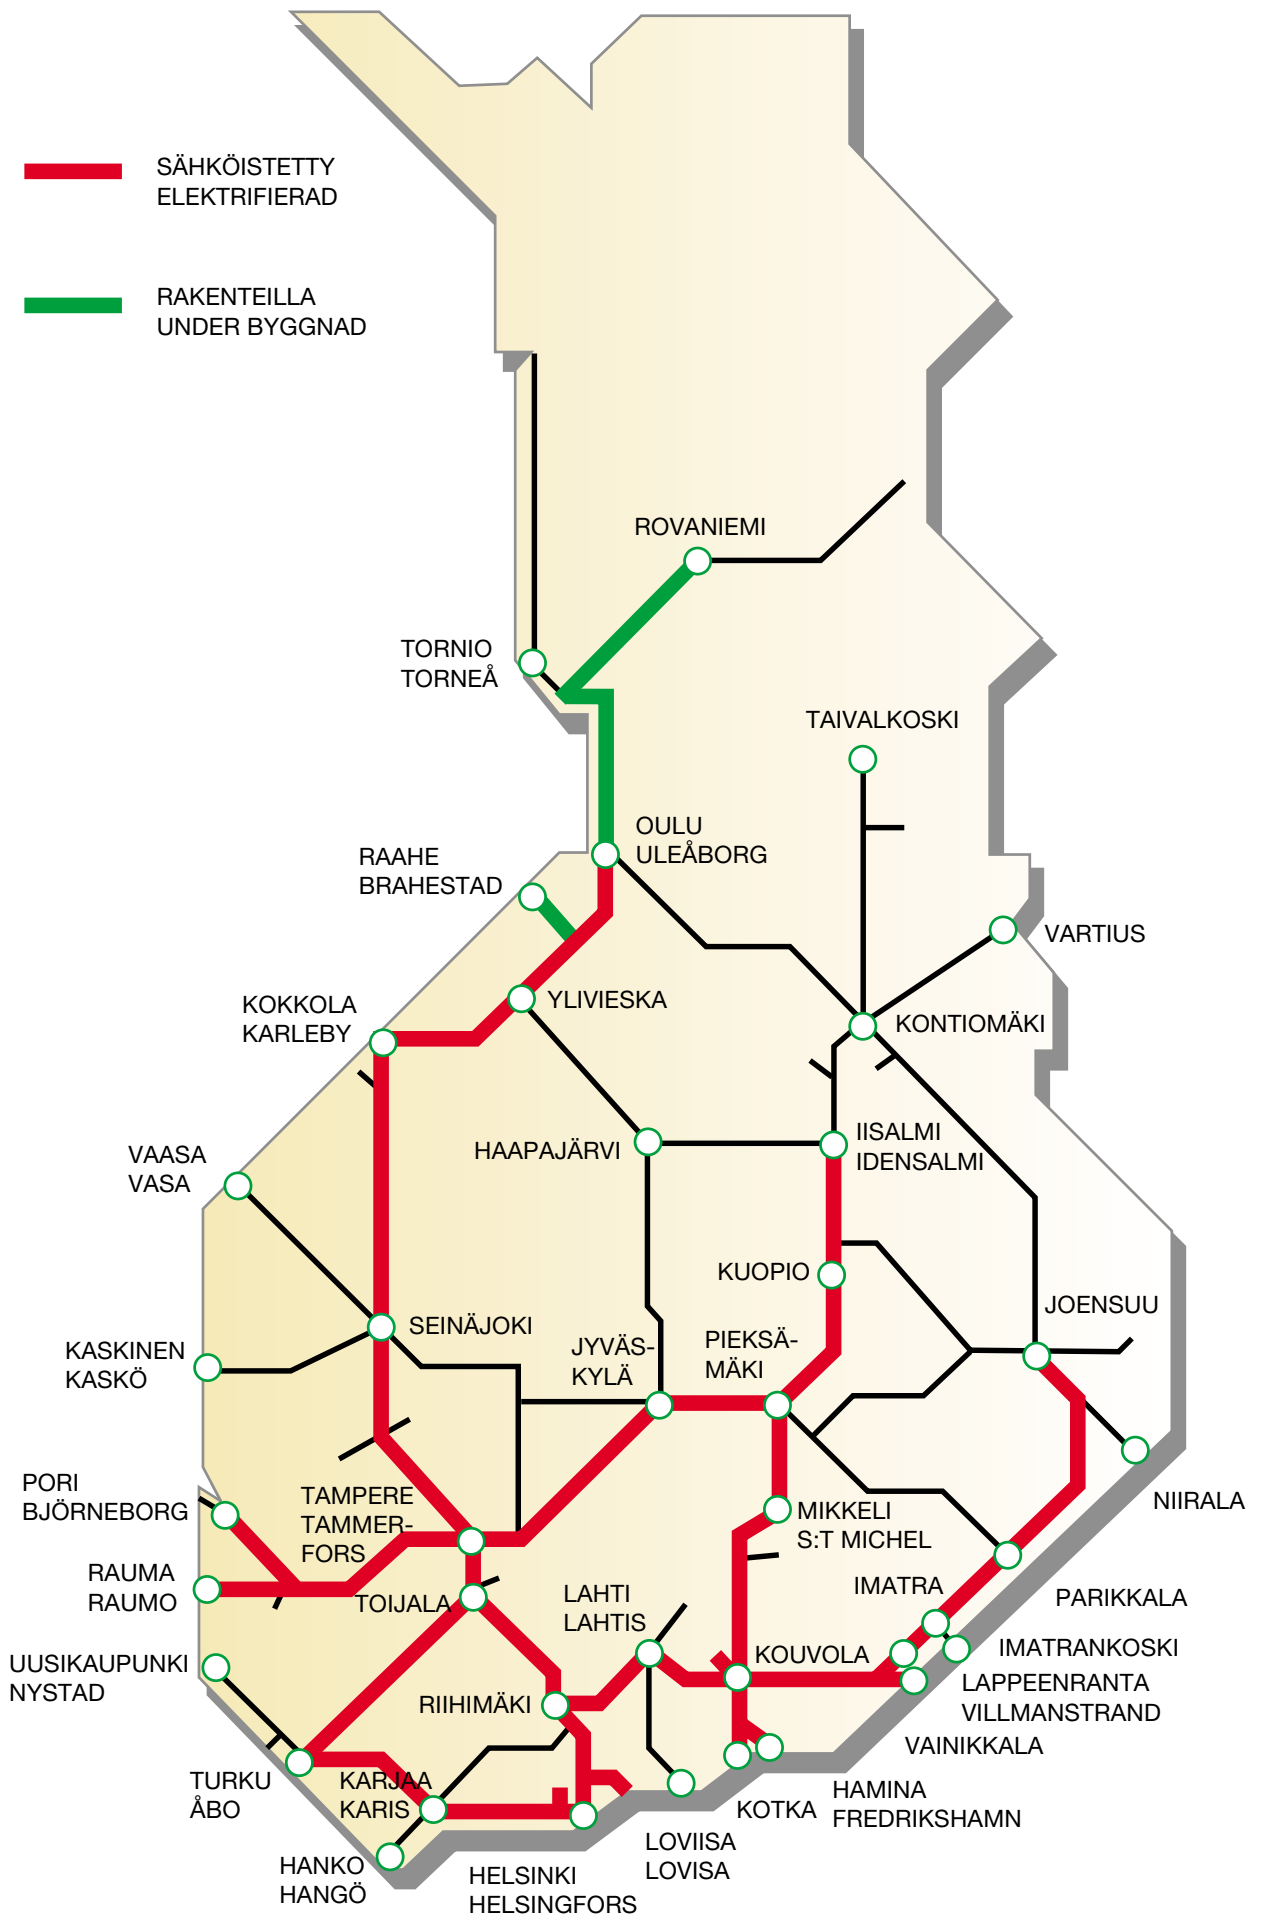 SÄHKÖISTETTY
ELEKTRIFIERAD
RAKENTEILLA
UNDER BYGGNAD
ROVANIEMI
TORNIO
TORNEÅ
TAIVALKOSKI
OULU
ULEÅBORG
RAAHE
BRAHESTAD
VARTIUS
YLIVIESKA
KOKKOLA
KARLEBY
KONTIOMÄKI
HAAPAJÄRVI
IISALMI
IDENSALMI
VAASA
VASA
KUOPIO
JOENSUU
SEINÄJOKI
KASKINEN
KASKÖ
JYVÄS-
KYLÄ
PIEKSÄ-
MÄKI
PORI
BJÖRNEBORG
TAMPERE
TAMMER-
FORS
MIKKELI
S:T MICHEL
NIIRALA
RAUMA
RAUMO
TOIJALA
LAHTI
LAHTIS
IMATRA
PARIKKALA
UUSIKAUPUNKI
NYSTAD
KOUVOLA
IMATRANKOSKI
LAPPEENRANTA
VILLMANSTRAND
RIIHIMÄKI
VAINIKKALA
TURKU
ÅBO
KARJAA
KARIS
KOTKA
HAMINA
FREDRIKSHAMN
LOVIISA
LOVISA
HANKO
HANGÖ
HELSINKI
HELSINGFORS